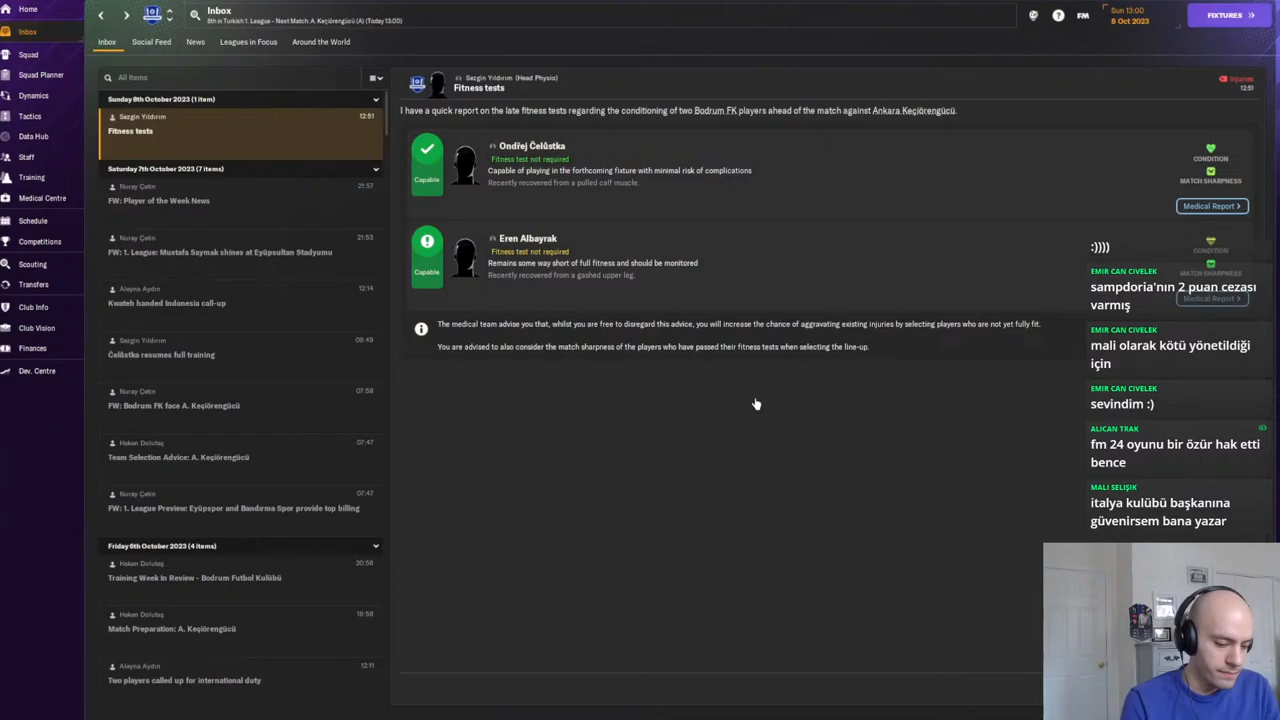 Home
Inbox
Squad
Squad Planner
Dynamics
Tactics
Data Hub
Staff
Training
Medical Centre
Schedule
Competitions
Scouting
Transfers
Club Info
Club Vision
Finances
Dev. Centre
Inbox
8th in Turkish 1. League - Next Match: A. Keçiörengücü (A) (Today 13:00)
FM
Sun 13:00
8 Oct 2023
FIXTURES
Inbox
Social Feed
News
Leagues in Focus
Around the World
All Items
Sunday 8th October 2023 (1 item)
Sezgin Yıldırım 12:51
Fitness tests
Saturday 7th October 2023 (7 items)
Nuray Çetin 21:57
FW: Player of the Week News
Nuray Çetin 21:53
FW: 1. League: Mustafa Saymak shines at Eyüpsultan Stadyumu
Aleyna Aydın 12:14
Kwateh handed Indonesia call-up
Sezgin Yıldırım 09:49
Čelůstka resumes full training
Nuray Çetin 07:58
FW: Bodrum FK face A. Keçiörengücü
Hakan Dolutaş 07:47
Team Selection Advice: A. Keçiörengücü
Nuray Çetin 07:47
FW: 1. League Preview: Eyüpspor and Bandırma Spor provide top billing
Friday 6th October 2023 (4 items)
Hakan Dolutaş 20:56
Training Week In Review - Bodrum Futbol Kulübü
Hakan Dolutaş 18:58
Match Preparation: A. Keçiörengücü
Aleyna Aydın 12:11
Two players called up for international duty
Sezgin Yıldırım (Head Physio)
Fitness tests
Injuries
12:51
I have a quick report on the late fitness tests regarding the conditioning of two Bodrum FK players ahead of the match against Ankara Keçiörengücü.
Capable
Ondřej Čelůstka
Fitness test not required
Capable of playing in the forthcoming fixture with minimal risk of complications
Recently recovered from a pulled calf muscle.
CONDITION
MATCH SHARPNESS
Medical Report >
Capable
Eren Albayrak
Fitness test not required
Remains some way short of full fitness and should be monitored
Recently recovered from a gashed upper leg.
CONDITION
MATCH SHARPNESS
Medical Report >
The medical team advise you that, whilst you are free to disregard this advice, you will increase the chance of aggravating existing injuries by selecting players who are not yet fully fit.
You are advised to also consider the match sharpness of the players who have passed their fitness tests when selecting the line-up.
:))))
EMIR CAN CIVELEK
sampdoria'nın 2 puan cezası
varmış
EMIR CAN CIVELEK
mali olarak kötü yönetildiği
için
EMIR CAN CIVELEK
sevindim :)
ALICAN TRAK
fm 24 oyunu bir özür hak etti
bence
MALI SELIŞIK
italya kulübü başkanına
güvenirsem bana yazar